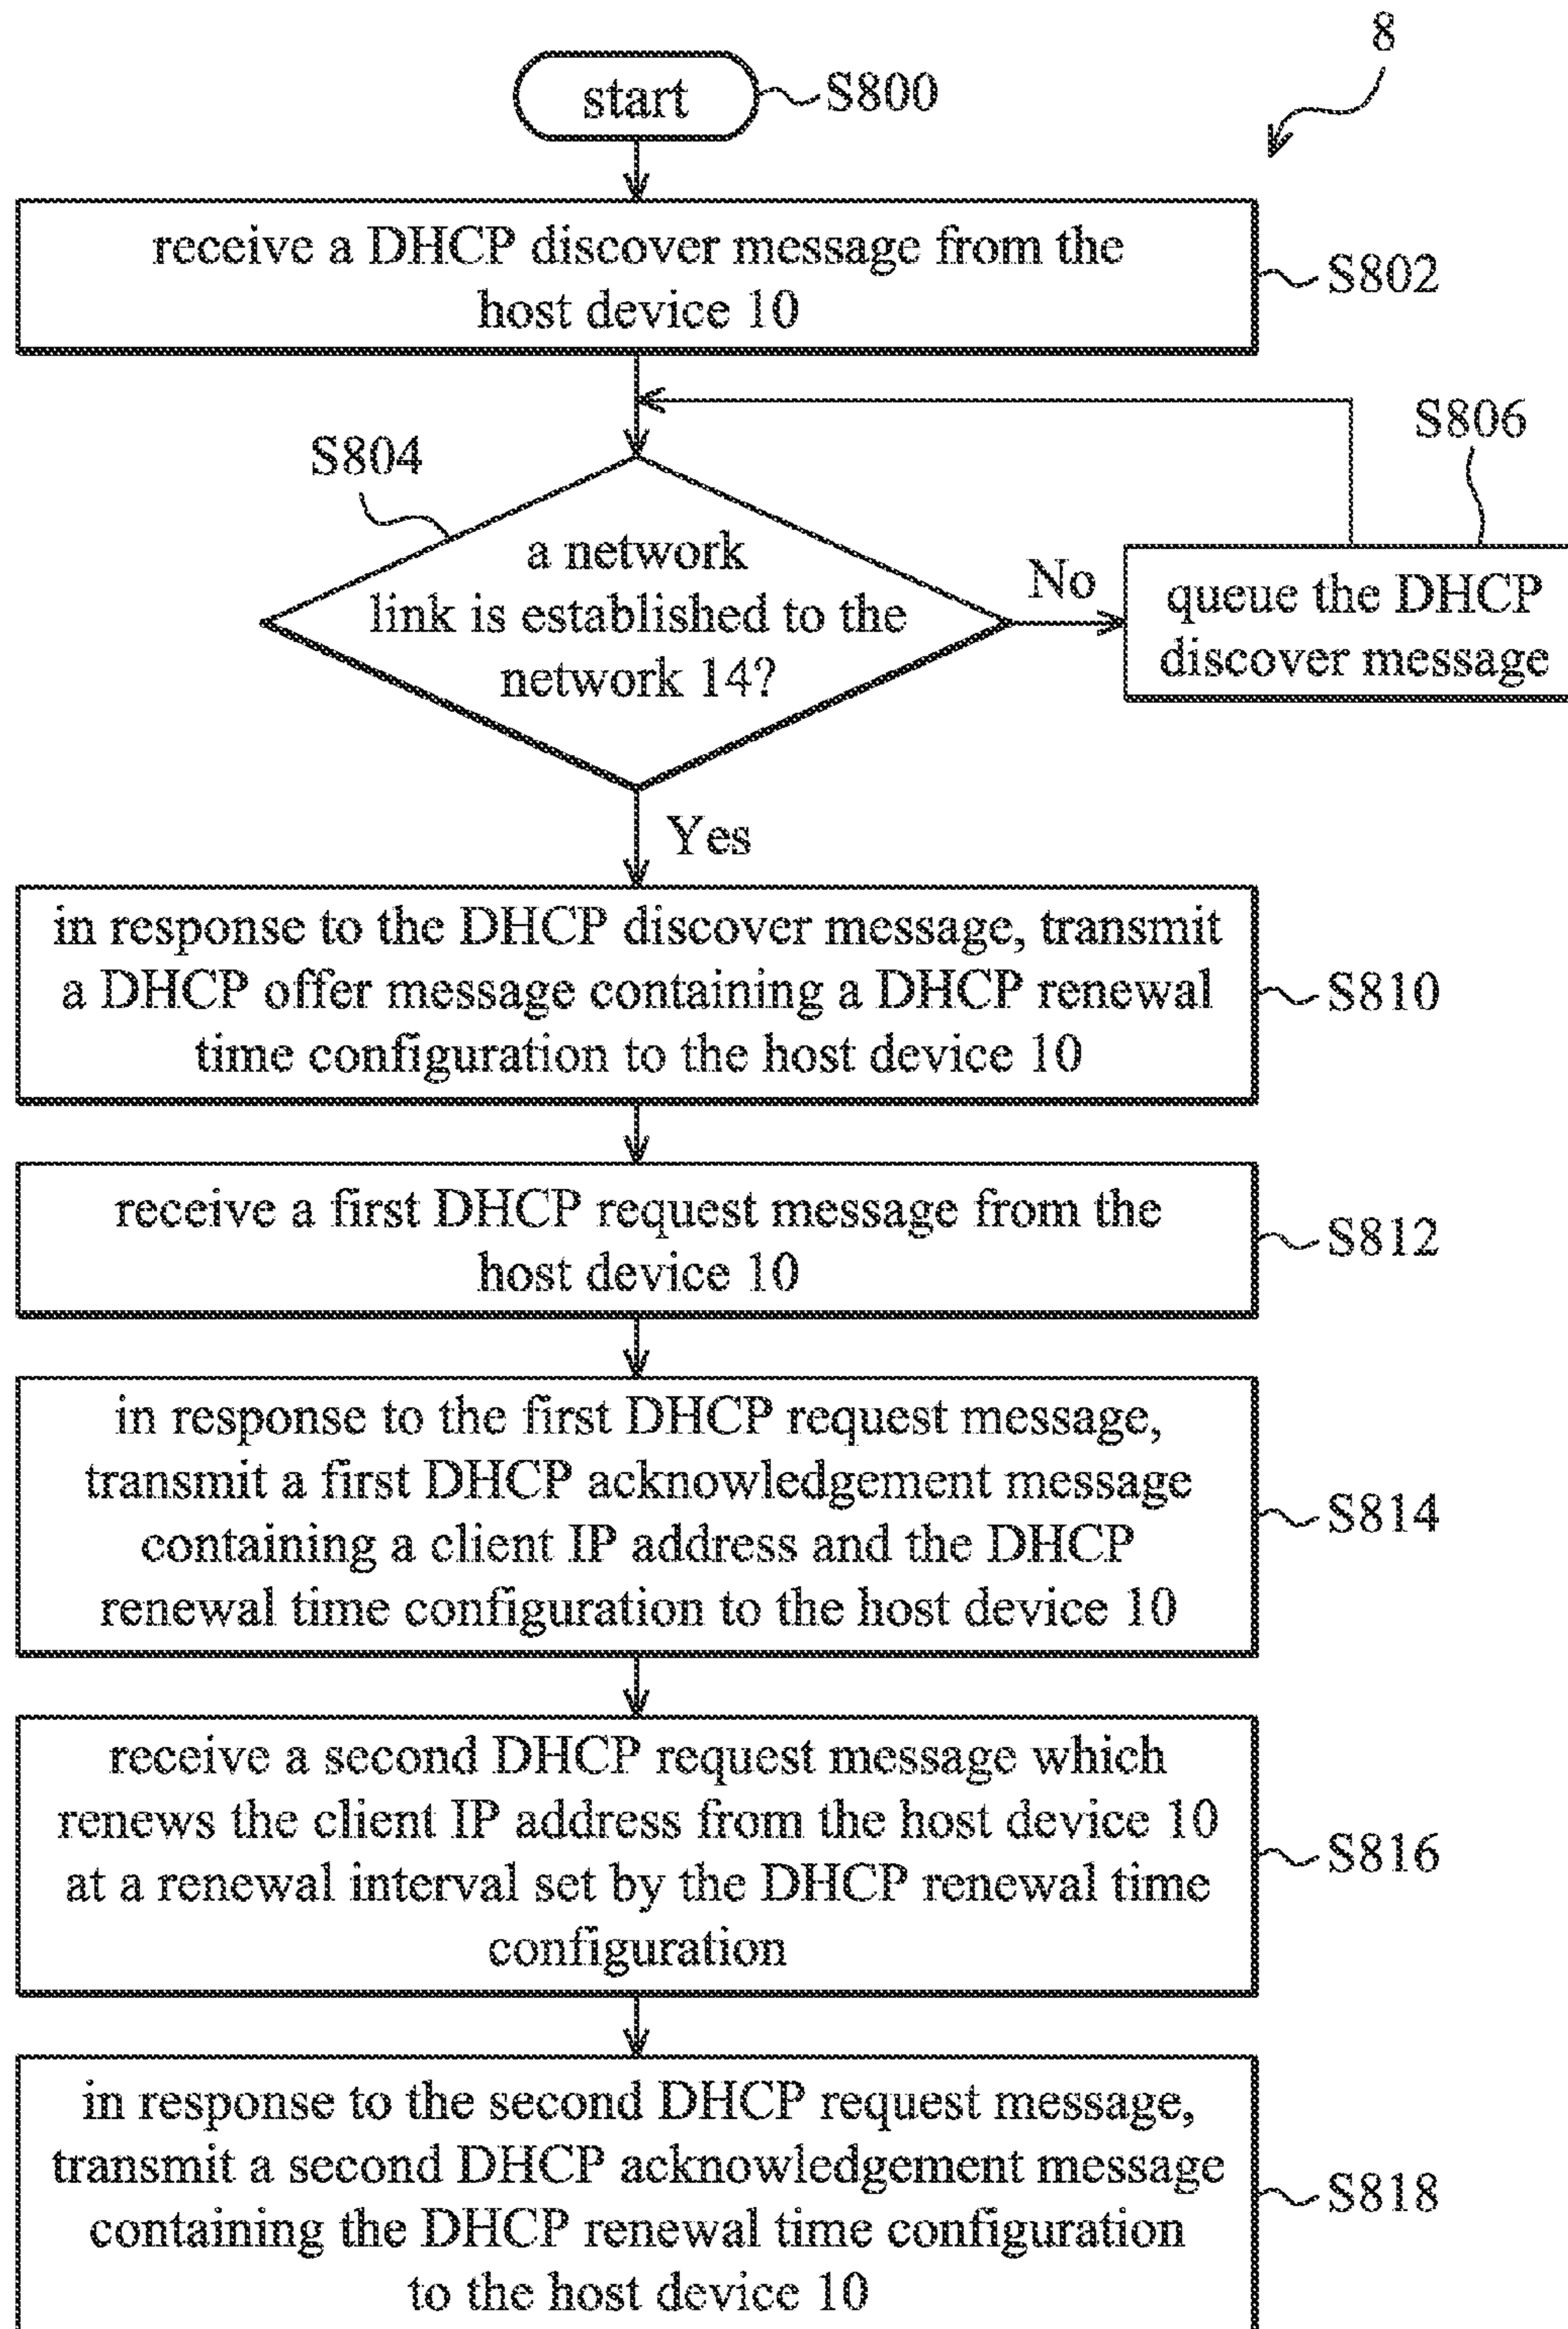 8
start
S800
receive a DHCP discover message from the
host device 10
S802
S804
a network
link is established to the
network 14?
No
S806
queue the DHCP
discover message
Yes
in response to the DHCP discover message, transmit
a DHCP offer message containing a DHCP renewal
time configuration to the host device 10
S810
receive a first DHCP request message from the
host device 10
S812
in response to the first DHCP request message,
transmit a first DHCP acknowledgement message
containing a client IP address and the DHCP
renewal time configuration to the host device 10
S814
receive a second DHCP request message which
renews the client IP address from the host device 10
at a renewal interval set by the DHCP renewal time
configuration
S816
in response to the second DHCP request message,
transmit a second DHCP acknowledgement message
containing the DHCP renewal time configuration
to the host device 10
S818